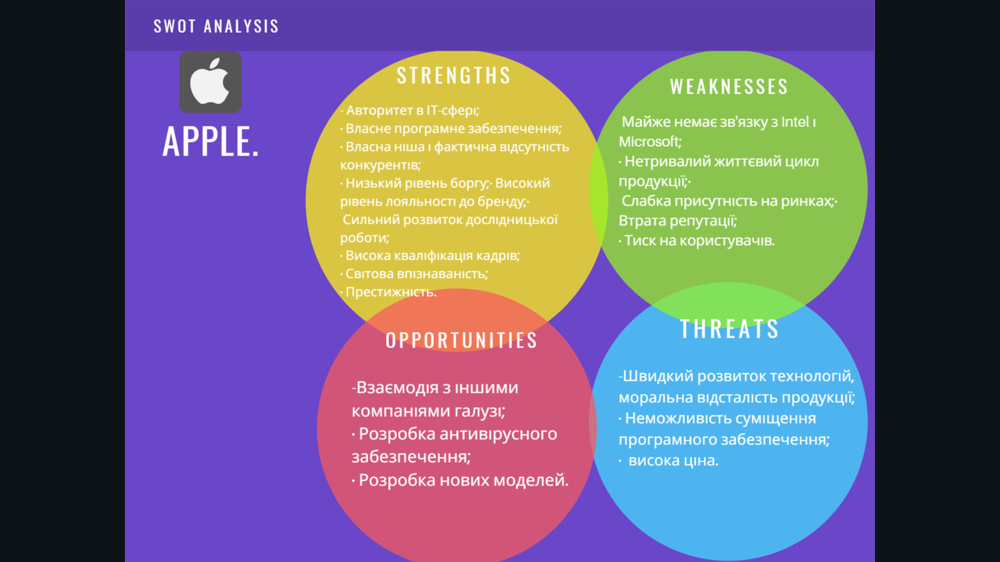 SWOT ANALYSIS
APPLE.
STRENGTHS
- Авторитет в ІТ-сфері;
· Власне програмне забезпечення;
· Власна ніша і фактична відсутність
конкурентів;
· Низький рівень боргу;· Високий
рівень лояльності до бренду;·
Сильний розвиток дослідницької
роботи;
· Висока кваліфікація кадрів;
· Світова впізнаваність;
· Престижність.
WEAKNESSES
Майже немає зв'язку з Intel і
Microsoft;
· Нетривалий життєвий цикл
продукції;·
Слабка присутність на ринках;·
Втрата репутації;
· Тиск на користувачів.
OPPORTUNITIES
-Взаємодія з іншими
компаніями галузі;
· Розробка антивірусного
забезпечення;
· Розробка нових моделей.
THREATS
-Швидкий розвиток технологій,
моральна відсталість продукції;
· Неможливість суміщення
програмного забезпечення;
· висока ціна.